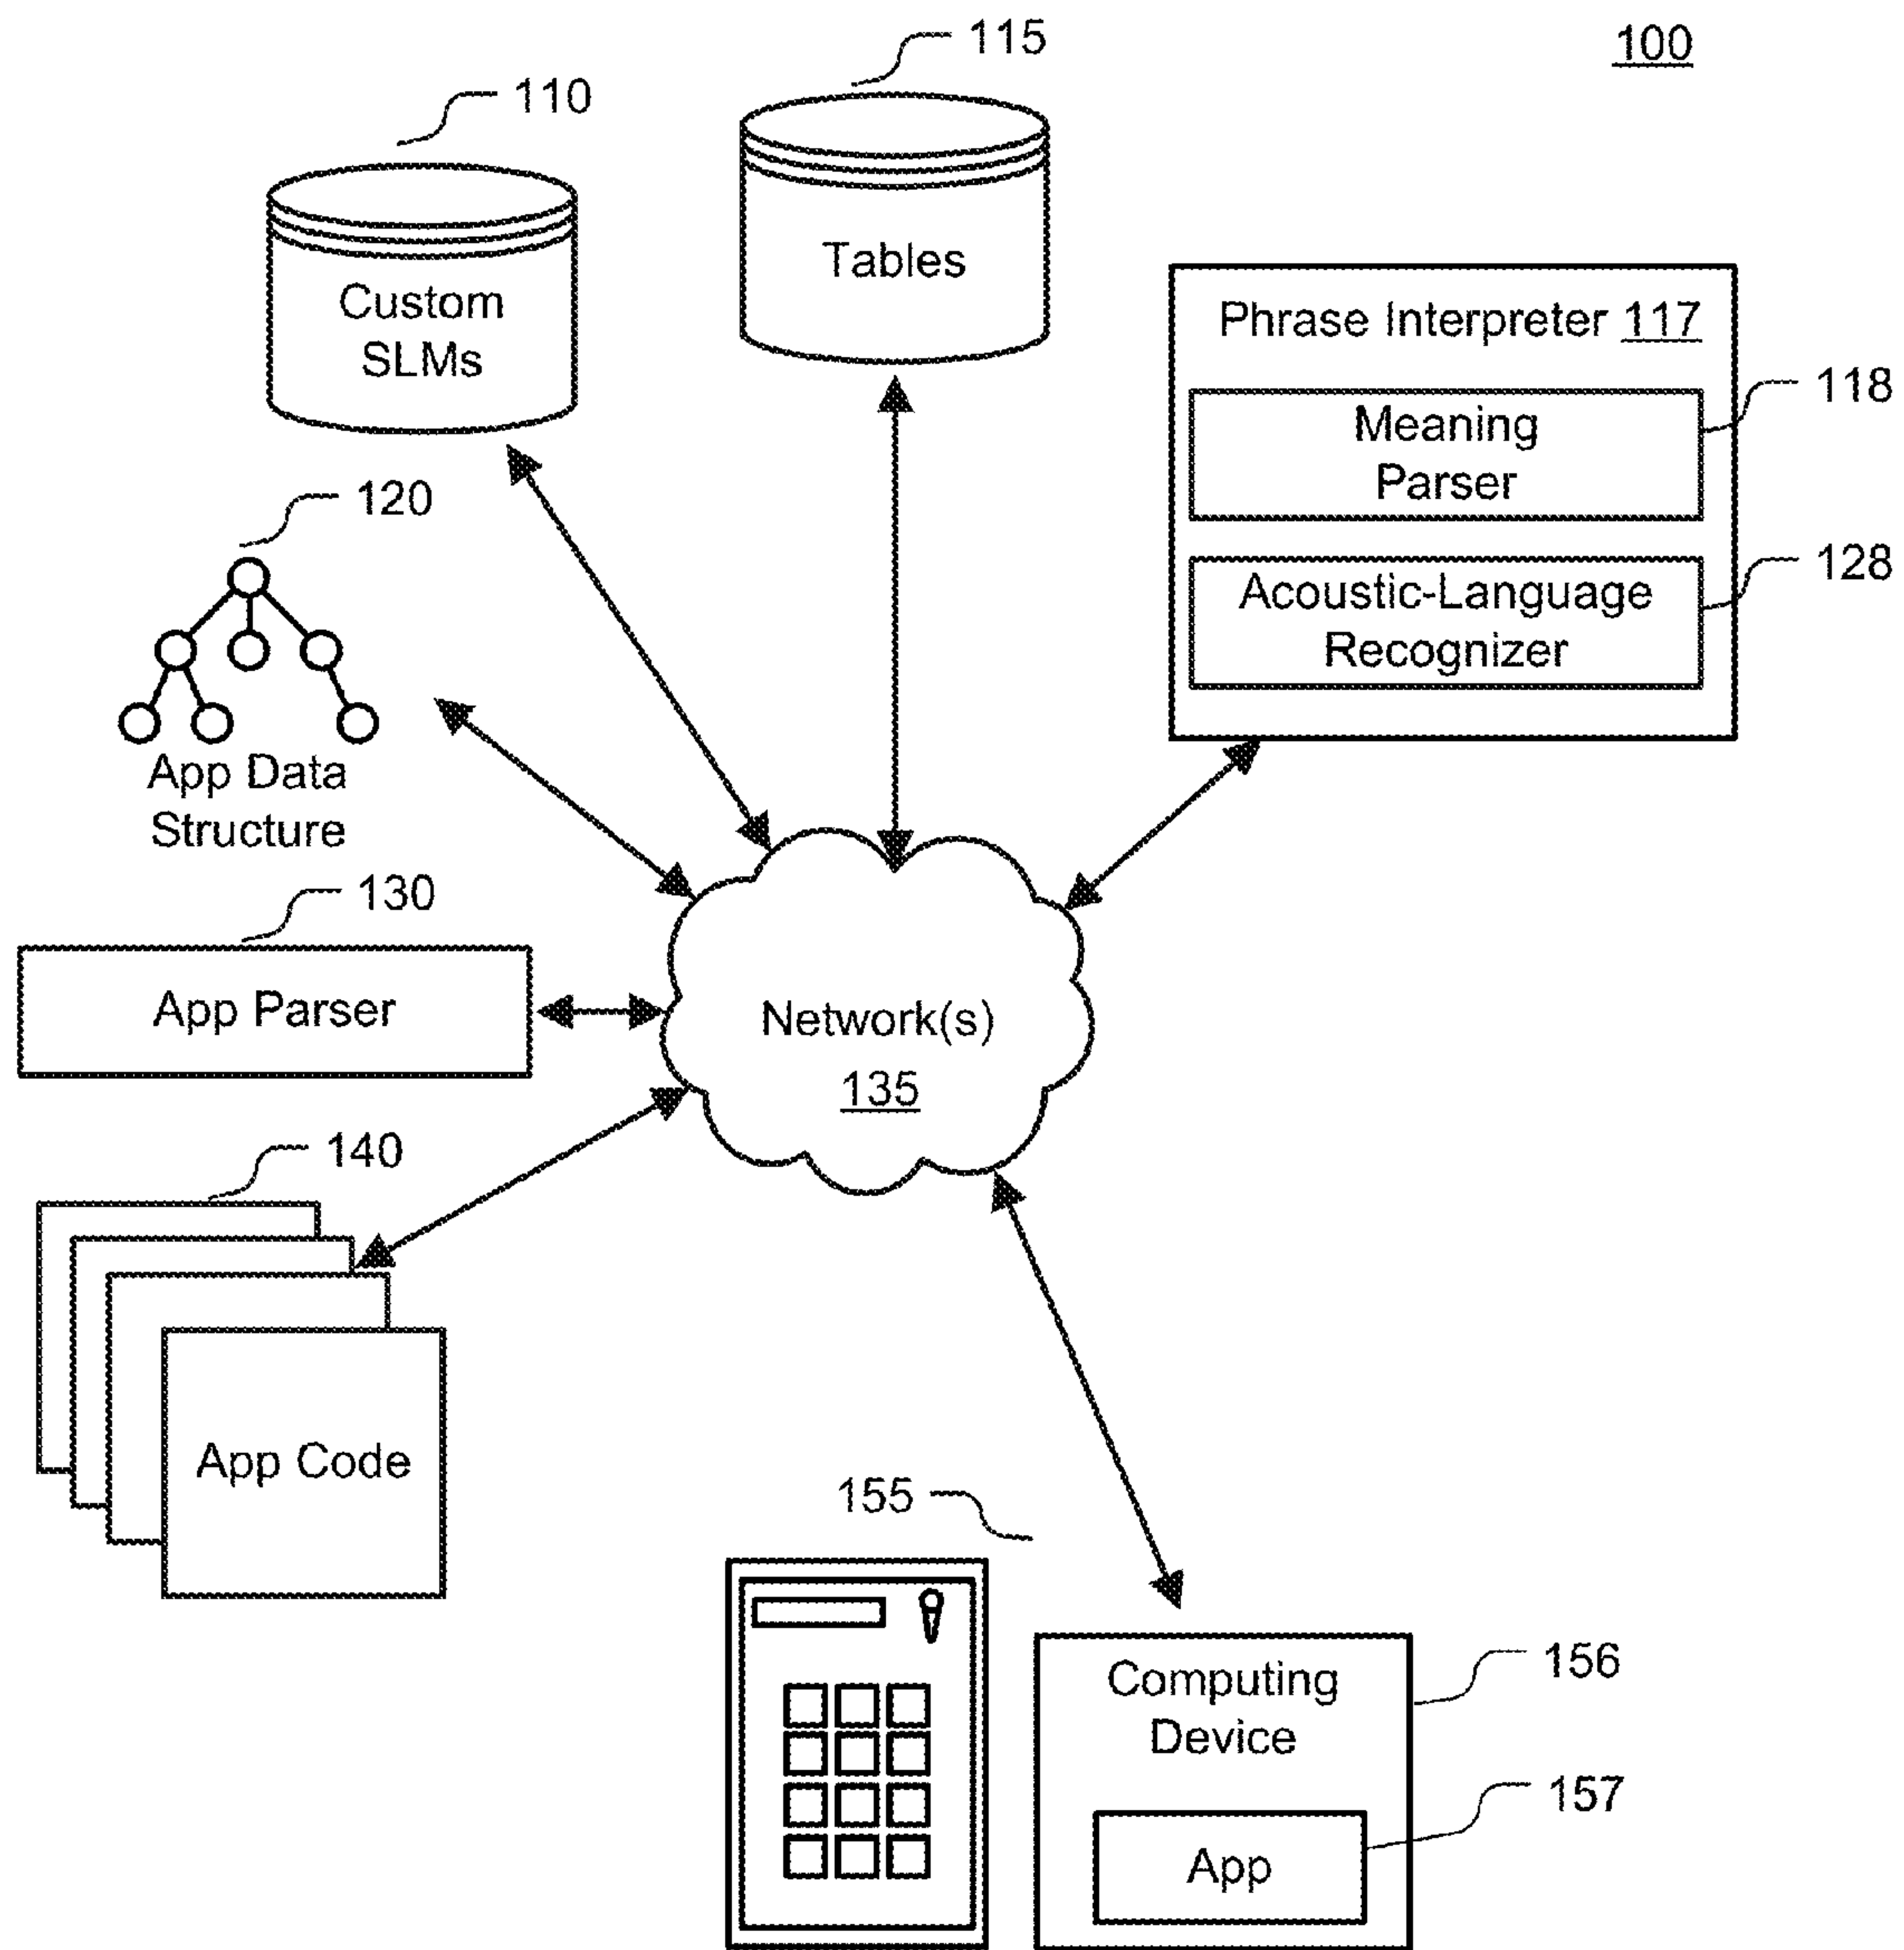 115
100
110
Tables
Custom
SLMs
Phrase Interpreter 117
118
Meaning
Parser
120
128
Acoustic-Language
Recognizer
App Data
Structure
130
App Parser
Network(s)
135
140
App Code
155
156
Computing
Device
157
App